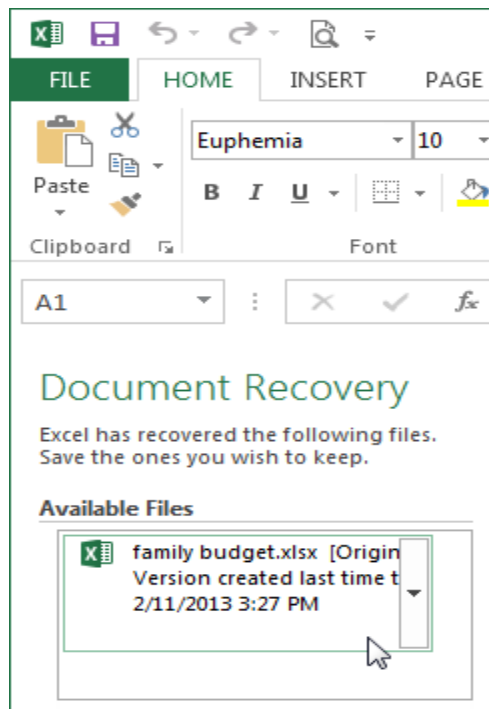 FILE HOME INSERT PAGE
Euphemia 10
Paste B I U
Clipboard Font
A1 fx
Document Recovery
Excel has recovered the following files.
Save the ones you wish to keep.
Available Files
family budget.xlsx [Origin
Version created last time t
2/11/2013 3:27 PM